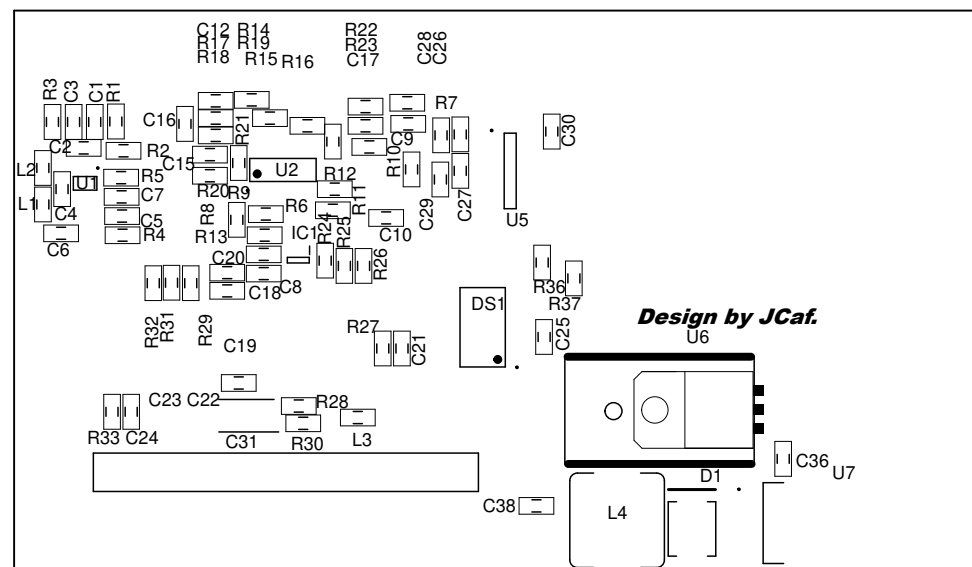 C12 R14
R17 R19
R18 R15 R16
R22
R23
C17
C28
C26
R3
C3
C1
R1
C16
R21
C9
R7
C30
C2
R2
C15
R10
L2
U1
R5
U2
R12
C7
R20
R9
R11
L1
C4
C5
R8
R6
C29
C27
U5
C6
R4
R13
IC1
R24
R25
C10
C20
R26
C18
C8
R36
R37
DS1
Design by JCaf.
U6
R32
R31
R29
C19
R27
C21
C25
C23 C22
R28
R33 C24
C31
R30
L3
C36
D1
U7
C38
L4